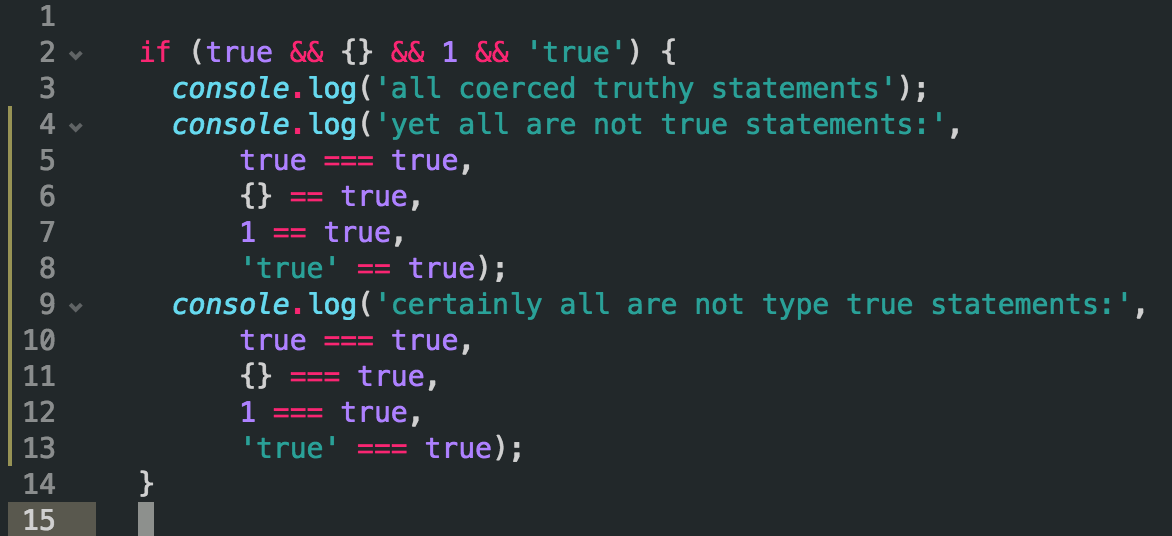 1
2 if (true && {} && 1 && 'true') {
3 console.log('all coerced truthy statements');
4 console.log('yet all are not true statements:',
5 true === true,
6 {} == true,
7 1 == true,
8 'true' == true);
9 console.log('certainly all are not type true statements:',
10 true === true,
11 {} === true,
12 1 === true,
13 'true' === true);
14 }
15